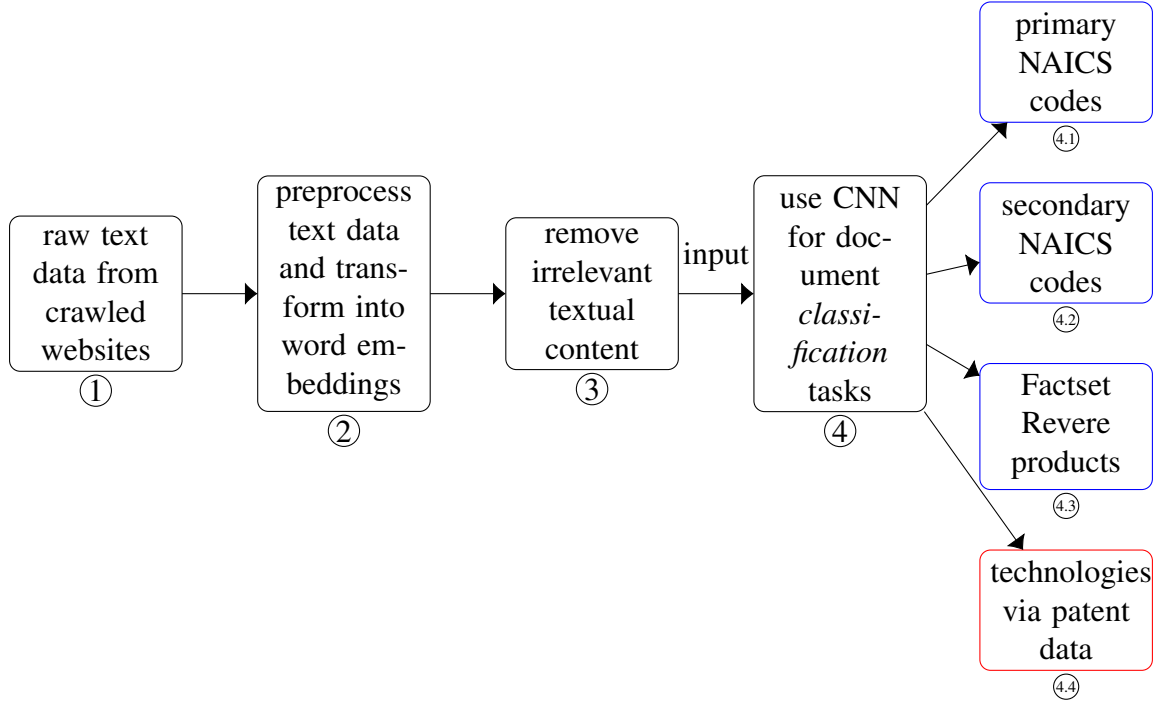 raw text
data from
crawled
websites
1
preprocess
text data
and trans-
form into
word em-
beddings
2
remove
irrelevant
textual
content
3
input
use CNN
for doc-
ument
classi-
fication
tasks
4
primary
NAICS
codes
4.1
secondary
NAICS
codes
4.2
Factset
Revere
products
4.3
technologies
via patent
data
4.4